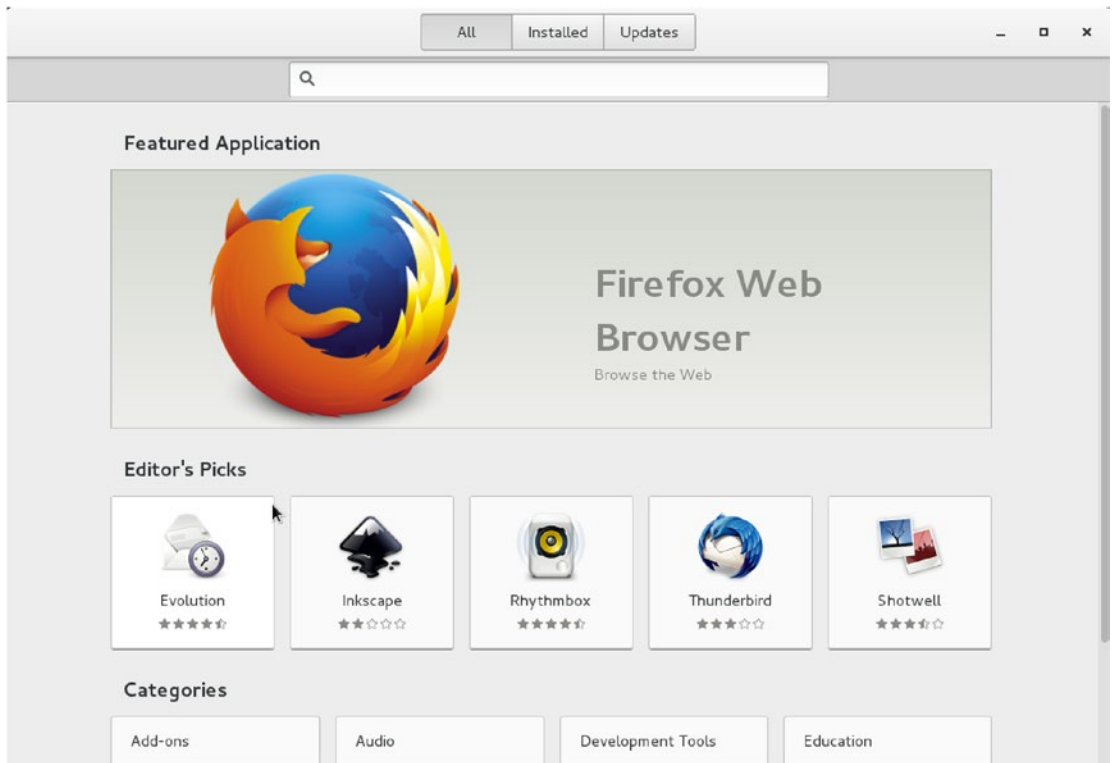 All Installed Updates
Featured Application
Firefox Web
Browser
Browse the Web
Editor's Picks
Evolution Inkscape Rhythmbox Thunderbird Shotwell
Categories
Add-ons Audio Development Tools Education